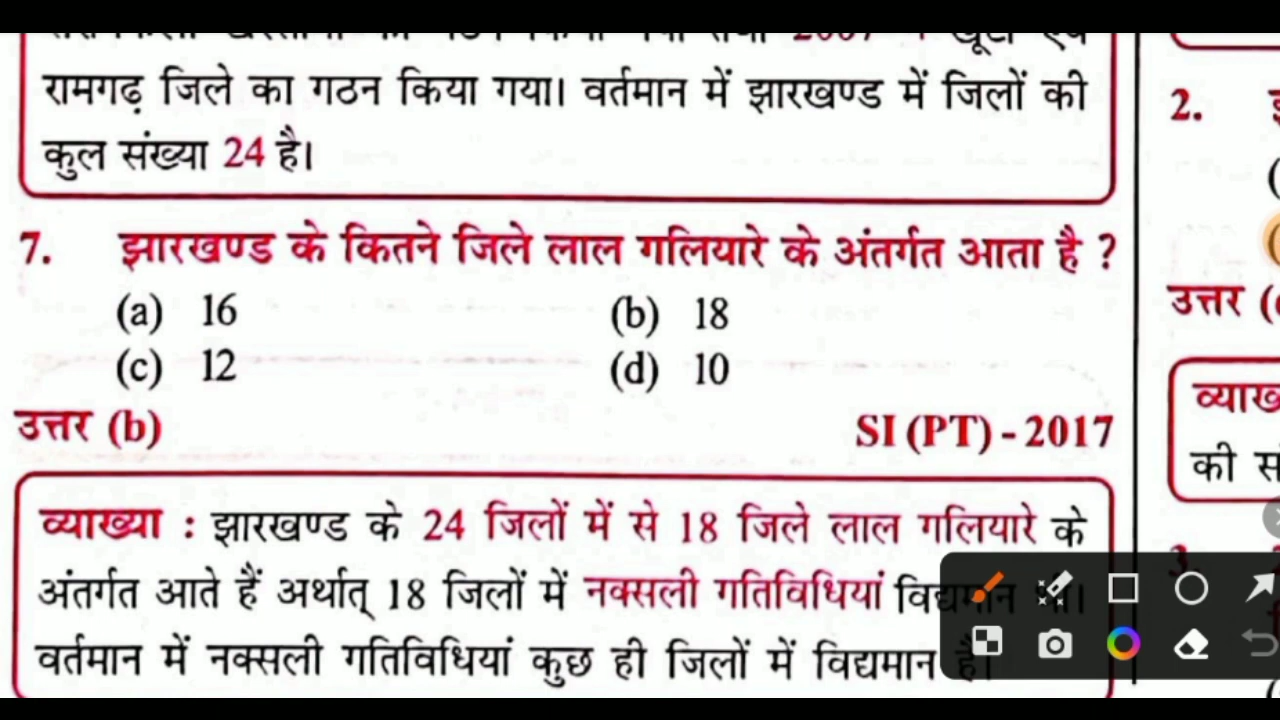 रामगढ़ जिले का गठन किया गया। वर्तमान में झारखण्ड में जिलों की
कुल संख्या 24 है।
7. झारखण्ड के कितने जिले लाल गलियारे के अंतर्गत आता है ?
(a) 16 (b) 18
(c) 12 (d) 10
उत्तर (b) SI (PT) - 2017
व्याख्या : झारखण्ड के 24 जिलों में से 18 जिले लाल गलियारे के
अंतर्गत आते हैं अर्थात् 18 जिलों में नक्सली गतिविधियां विद्यमान थी।
वर्तमान में नक्सली गतिविधियां कुछ ही जिलों में विद्यमान है।
2.
उत्तर
की
3.